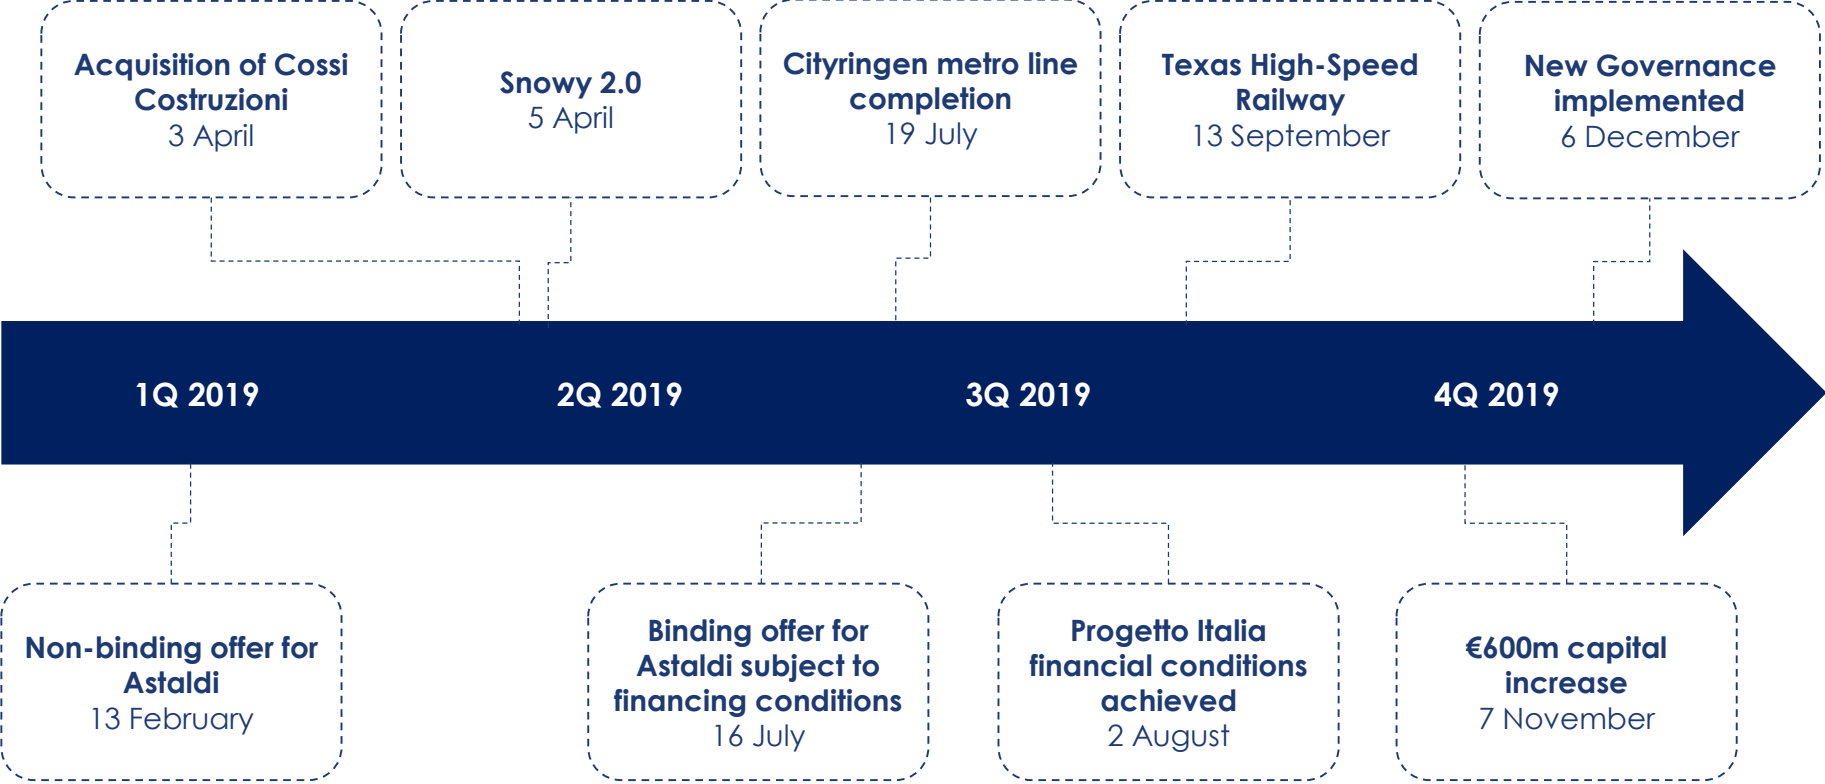 Acquisition of Cossi
Costruzioni
3 April
Snowy 2.0
5 April
Cityringen metro line
completion
19 July
Texas High-Speed
Railway
13 September
New Governance
implemented
6 December
1Q 2019
2Q 2019
3Q 2019
4Q 2019
Non-binding offer for
Astaldi
13 February
Binding offer for
Astaldi subject to
financing conditions
16 July
Progetto Italia
financial conditions
achieved
2 August
€600m capital
increase
7 November